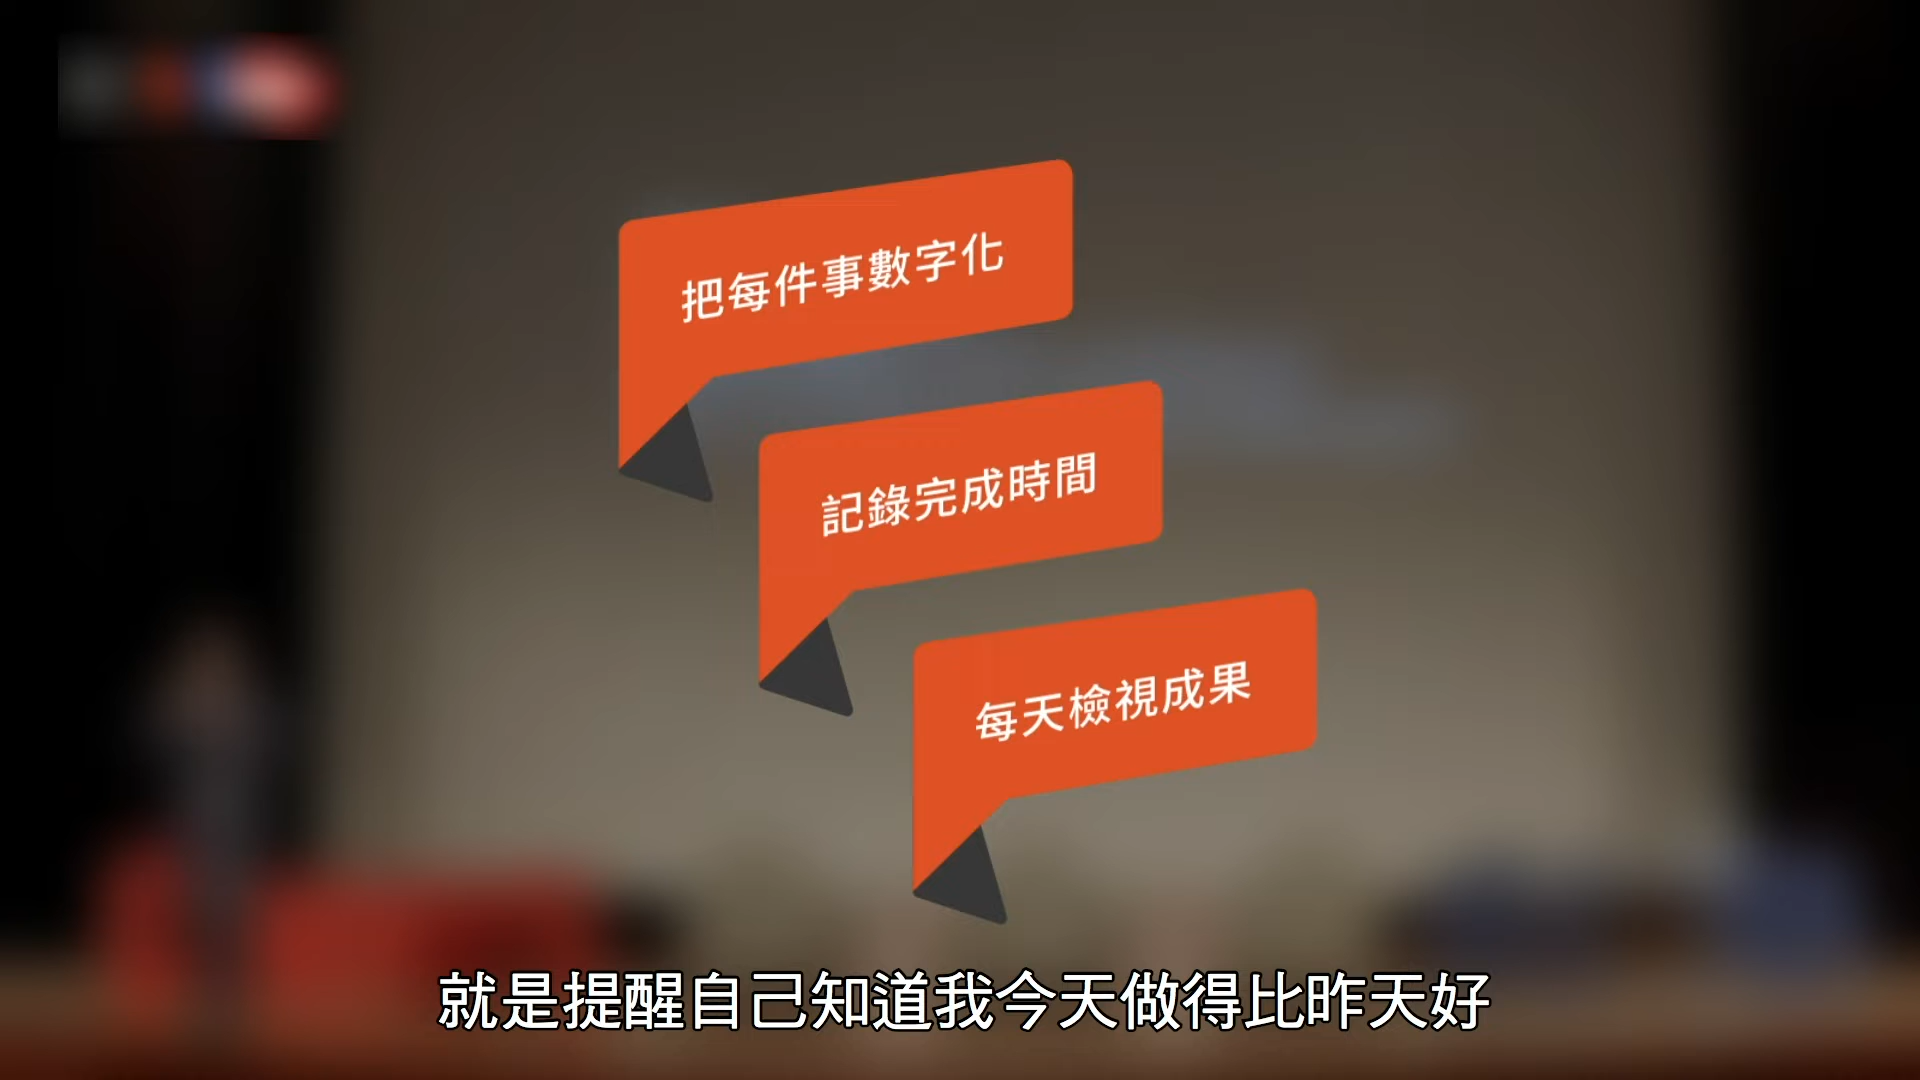 把每件事數字化
記錄完成時間
每天檢視成果
就是提醒自己知道我今天做得比昨天好